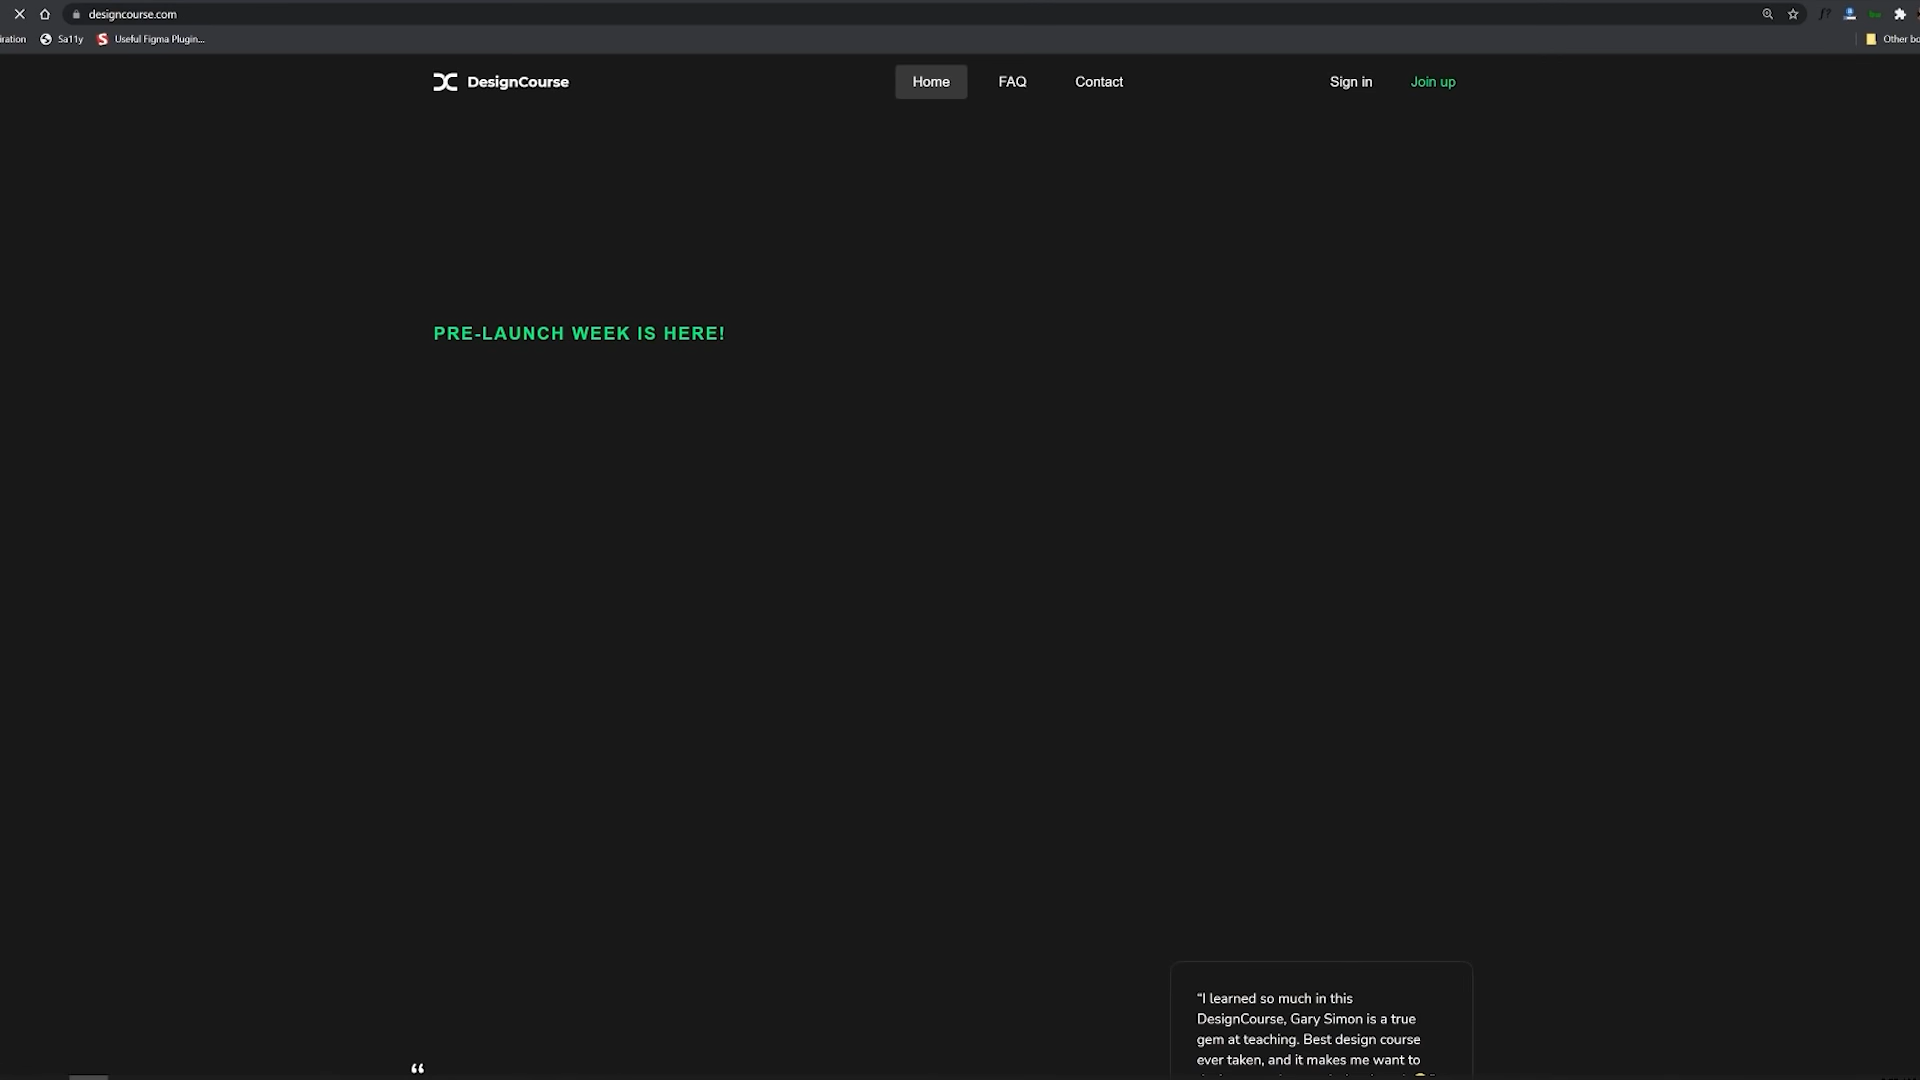 designcourse.com
iration Sa11y Useful Figma Plugin... Other bo
DesignCourse Home FAQ Contact Sign in Join up
PRE-LAUNCH WEEK IS HERE!
“I learned so much in this
DesignCourse, Gary Simon is a true
gem at teaching. Best design course
ever taken, and it makes me want to
“